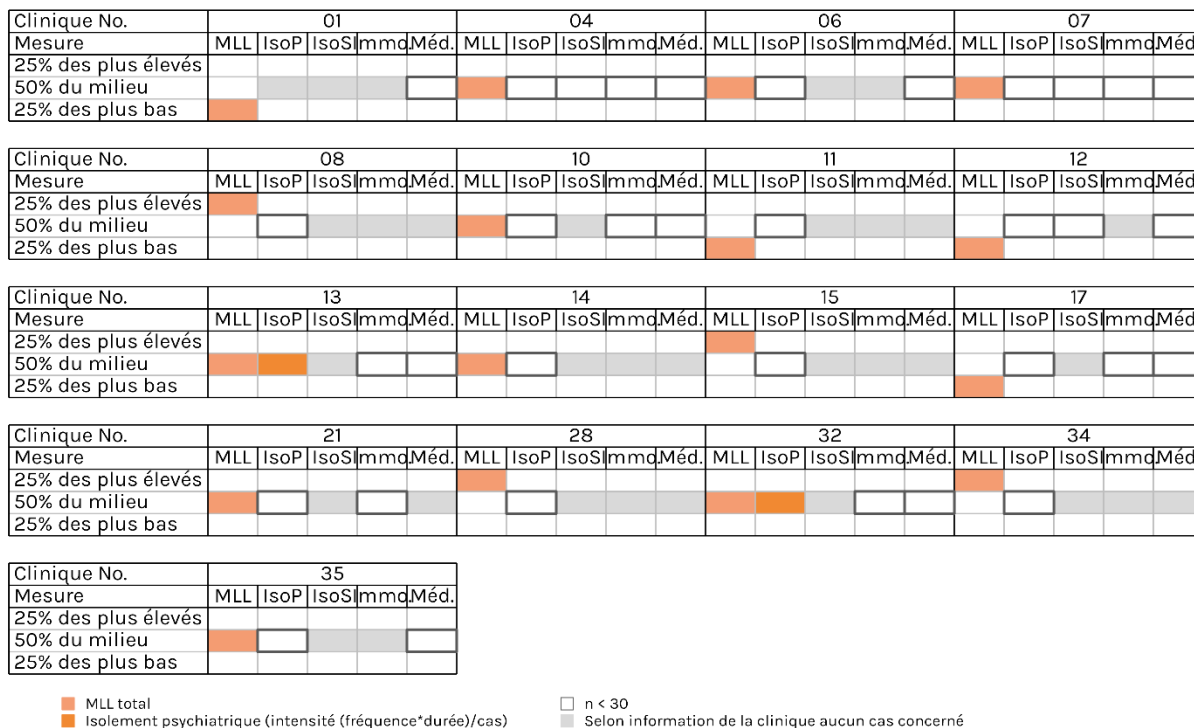 Clinique No. 01 04 06 07
Mesure MLL IsoP IsoSI Immo. Méd. MLL IsoP IsoSI Immo. Méd. MLL IsoP IsoSI Immo. Méd. MLL IsoP IsoSI Immo. Méd.
25% des plus élevés
50% du milieu
25% des plus bas
Clinique No. 08 10 11 12
Mesure MLL IsoP IsoSI Immo. Méd. MLL IsoP IsoSI Immo. Méd. MLL IsoP IsoSI Immo. Méd. MLL IsoP IsoSI Immo. Méd.
25% des plus élevés
50% du milieu
25% des plus bas
Clinique No. 13 14 15 17
Mesure MLL IsoP IsoSI Immo. Méd. MLL IsoP IsoSI Immo. Méd. MLL IsoP IsoSI Immo. Méd. MLL IsoP IsoSI Immo. Méd.
25% des plus élevés
50% du milieu
25% des plus bas
Clinique No. 21 28 32 34
Mesure MLL IsoP IsoSI Immo. Méd. MLL IsoP IsoSI Immo. Méd. MLL IsoP IsoSI Immo. Méd. MLL IsoP IsoSI Immo. Méd.
25% des plus élevés
50% du milieu
25% des plus bas
Clinique No. 35
Mesure MLL IsoP IsoSI Immo. Méd.
25% des plus élevés
50% du milieu
25% des plus bas
MLL total n < 30
Isolement psychiatrique (intensité (fréquence*durée)/cas) Selon information de la clinique aucun cas concerné